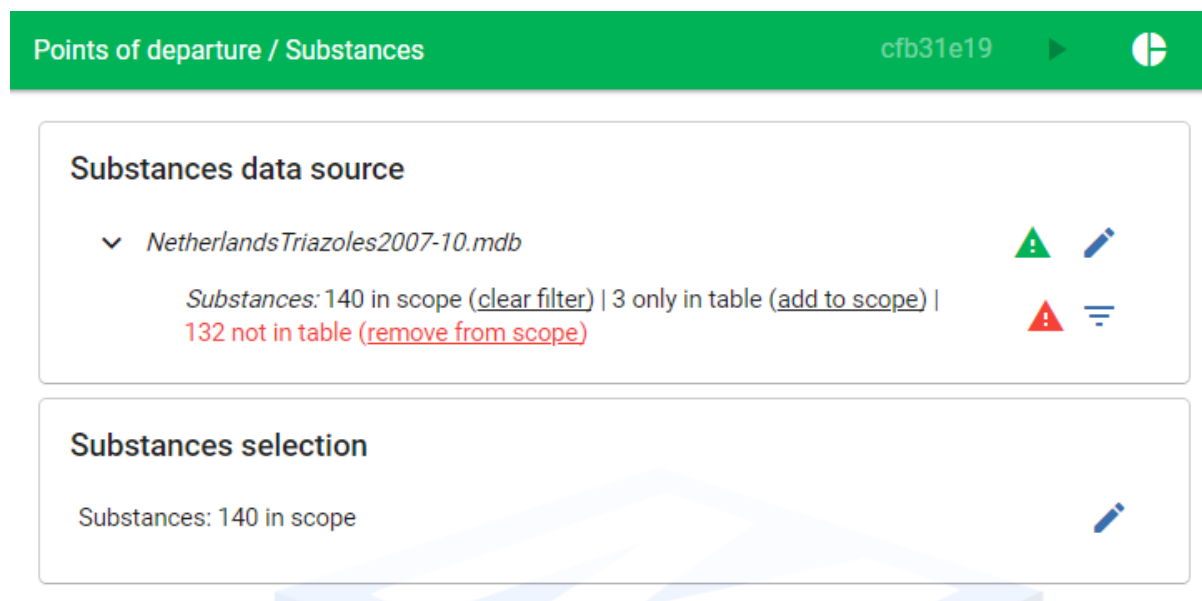 Points of departure / Substances
cfb31e19
Substances data source
NetherlandsTriazoles2007-10.mdb
Substances: 140 in scope (clear filter) | 3 only in table (add to scope) |
132 not in table (remove from scope)
Substances selection
Substances: 140 in scope